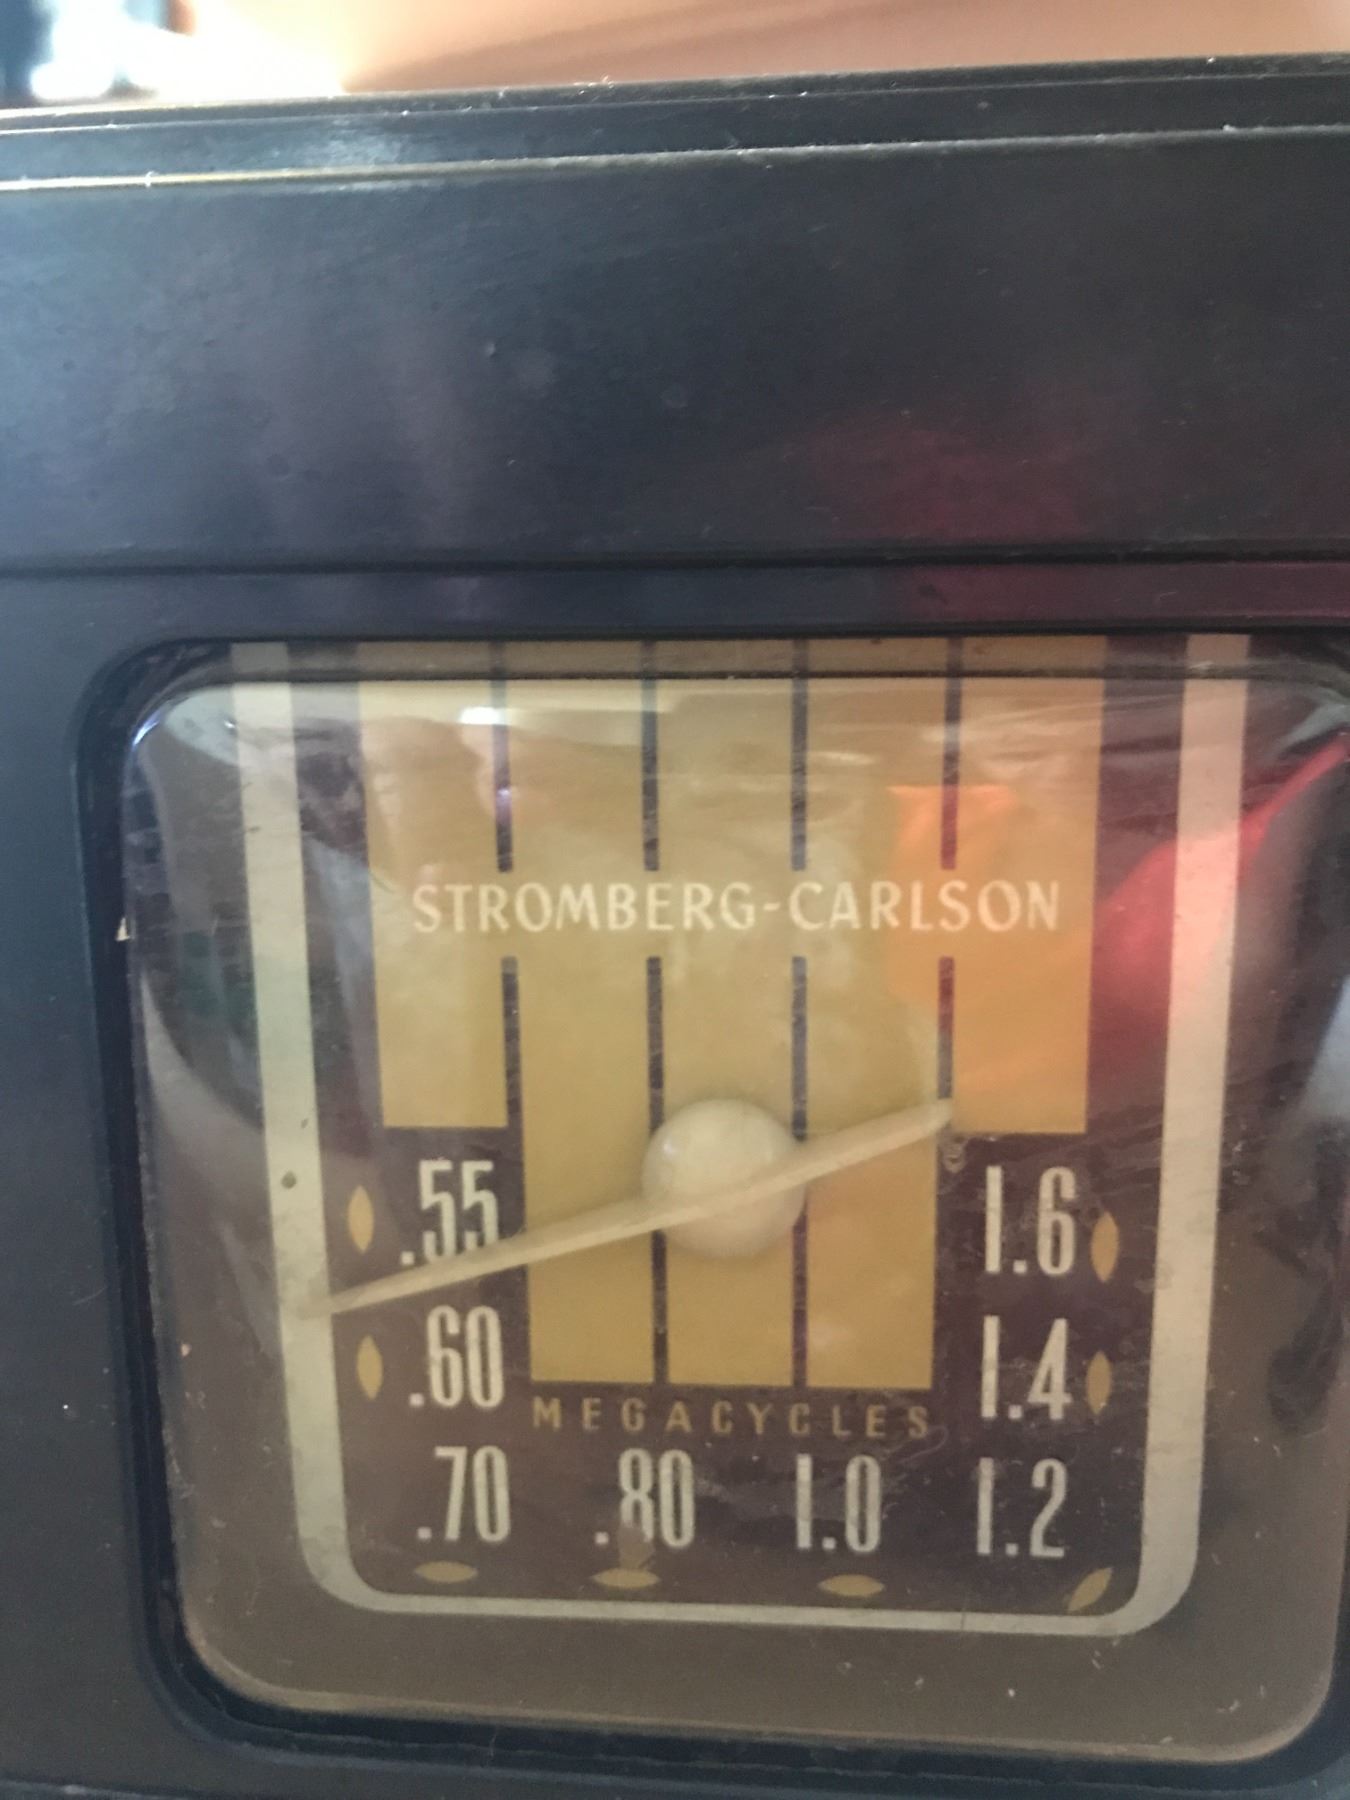 STROMBERG-CARLSON
.55 1.6
.60 1.4
MEGACYCLES
.70 .80 1.0 1.2